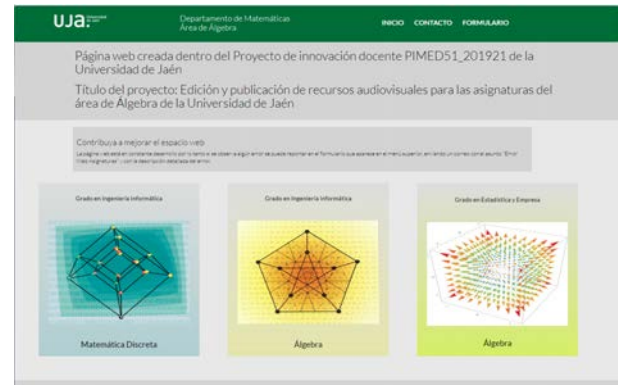 UJA.
Departamento de Matemáticas
Área de Álgebra
INICIO CONTACTO FORMULARIO
Página web creada dentro del Proyecto de innovación docente PIMED51_201921 de la
Universidad de Jaén
Título del proyecto: Edición y publicación de recursos audiovisuales para las asignaturas del
área de Álgebra de la Universidad de Jaén
Contribuya a mejorar el espacio web
Grado en Ingeniería Informática
Grado en Ingeniería Informática
Grado en Estadística y Empresa
Matemática Discreta
Álgebra
Álgebra